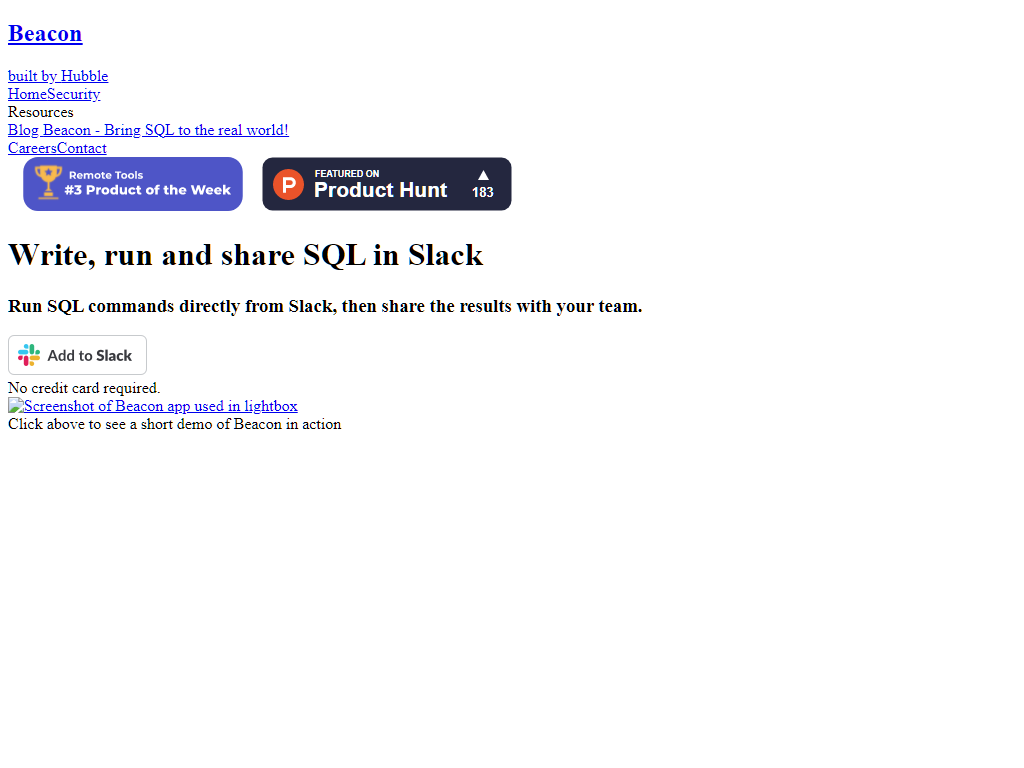 Beacon
built by Hubble
HomeSecurity
Resources
Blog Beacon - Bring SQL to the real world!
CareersContact
Remote Tools
#3 Product of the Week
P
FEATURED ON
Product Hunt
183
Write, run and share SQL in Slack
Run SQL commands directly from Slack, then share the results with your team.
Add to Slack
No credit card required.
Screenshot of Beacon app used in lightbox
Click above to see a short demo of Beacon in action